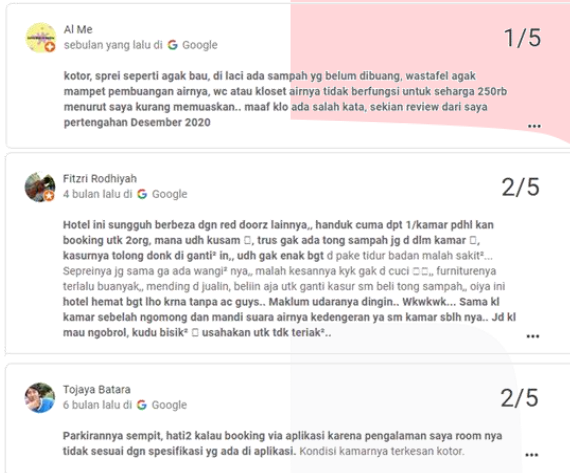 Al Me
1/5
sebulan yang lalu di Google
kotor, sprei seperti agak bau, di laci ada sampah yg belum dibuang, wastafel agak
mampet pembuangan airnya, wc atau kloset airnya tidak berfungsi untuk seharga 250rb
menurut saya kurang memuaskan.. maaf klo ada salah kata, sekian review dari saya
pertengahan Desember 2020
Fitzri Rodhiyah
2/5
4 bulan lalu di Google
Hotel ini sungguh berbeza dgn red doorz lainnya,, handuk cuma dpt 1/kamar pdhl kan
booking utk 2org, mana udh kusam □, trus gak ada tong sampah jg d dlm kamar □,
kasurnya tolong donk di ganti² in,, udh gak enak bgt d pake tidur badan malah sakit²...
Sepreinya jg sama ga ada wangi² nya,, malah kesannya kyk gak d cuci □□,, furniturenya
terlalu buanyak,, mending d jualin, beliin aja utk ganti kasur sm beli tong sampah,, oiya ini
hotel hemat bgt lho krna tanpa ac guys.. Maklum udaranya dingin.. Wkwkwk... Sama kl
kamar sebelah ngomong dan mandi suara airnya kedengeran ya sm kamar sblh nya.. Jd kl
mau ngobrol, kudu bisik² □ usahakan utk tdk teriak²..
Tojaya Batara
2/5
6 bulan lalu di Google
Parkirannya sempit, hati2 kalau booking via aplikasi karena pengalaman saya room nya
tidak sesuai dgn spesifikasi yg ada di aplikasi. Kondisi kamarnya terkesan kotor.